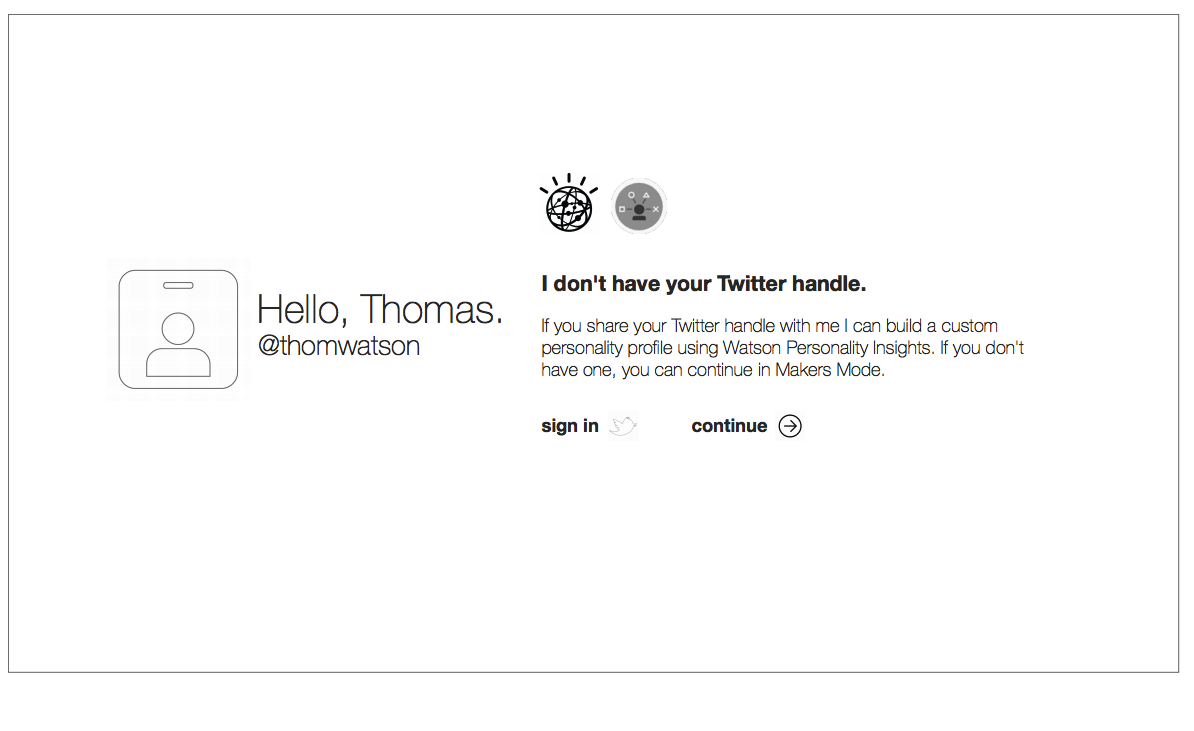 Hello, Thomas.
@thomwatson
I don't have your Twitter handle.
If you share your Twitter handle with me I can build a custom
personality profile using Watson Personality Insights. If you don't
have one, you can continue in Makers Mode.
sign in
continue